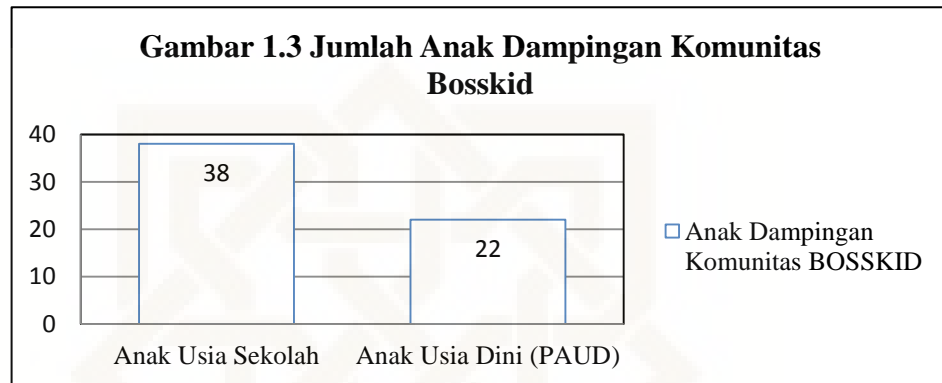 Gambar 1.3 Jumlah Anak Dampingan Komunitas
Bosskid
40
30
20
10
0
38
22
Anak Usia Sekolah
Anak Usia Dini (PAUD)
Anak Dampingan
Komunitas BOSSKID